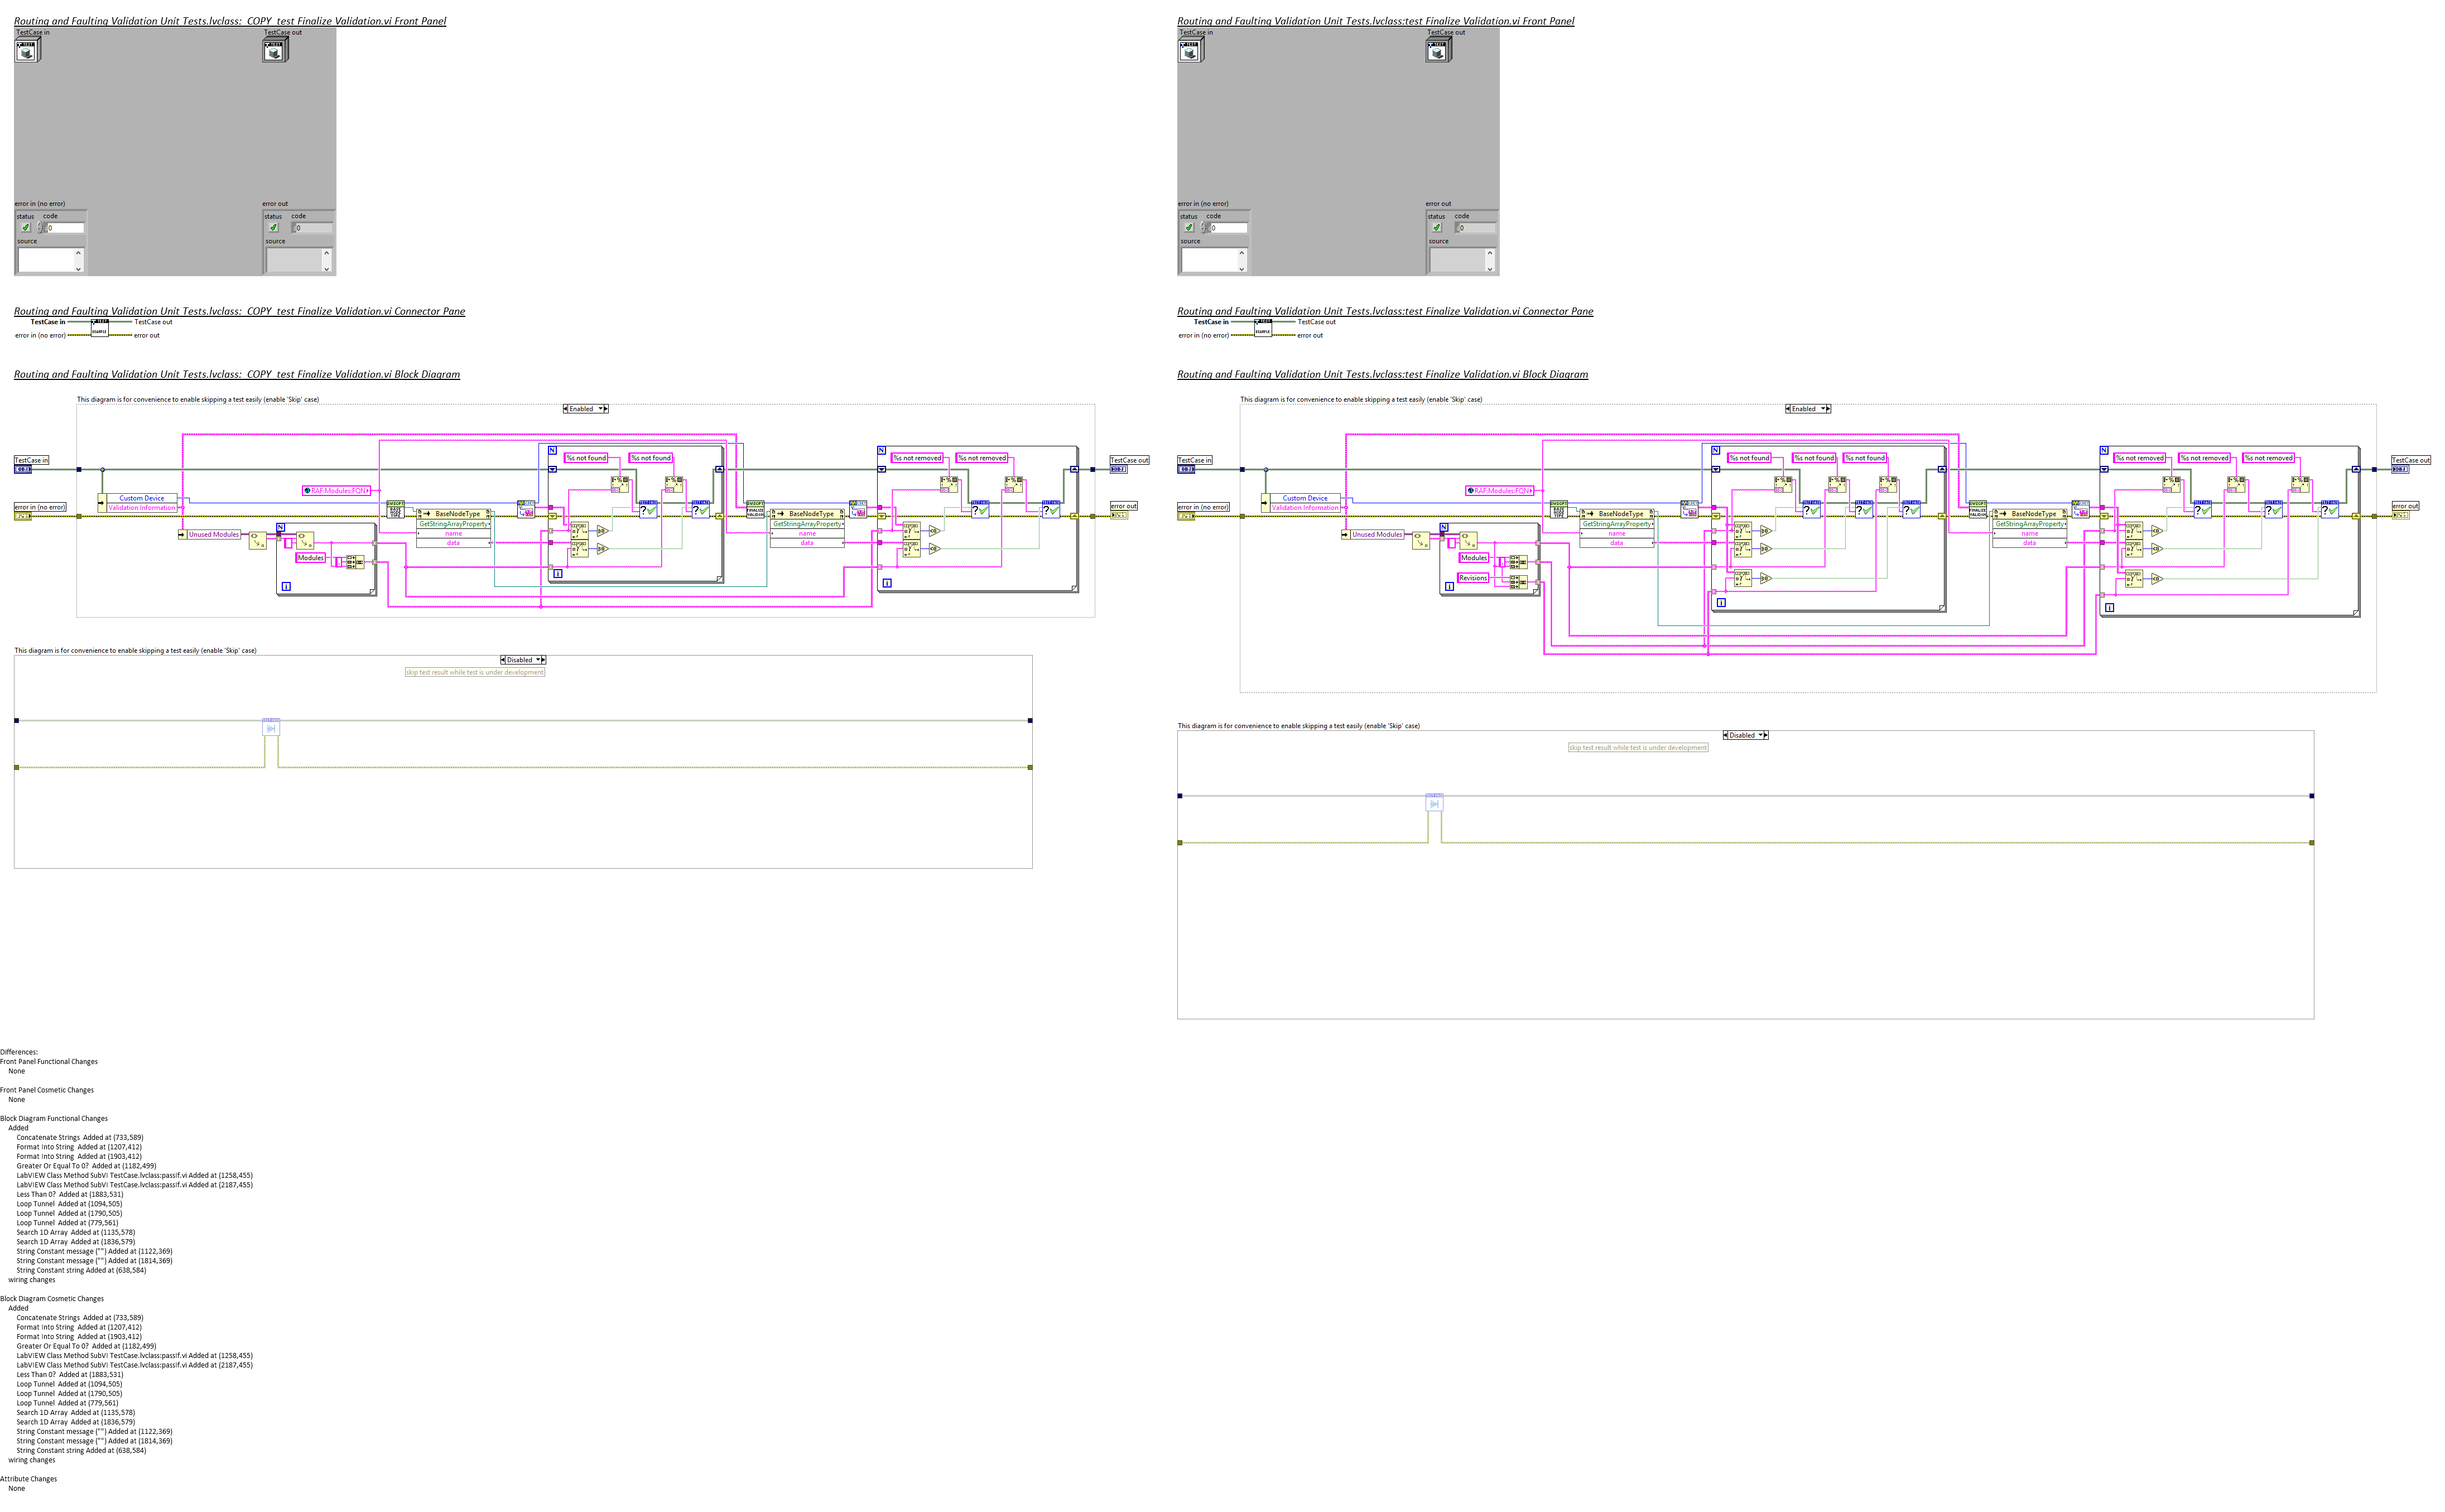 Routing and Faulting Validation Unit Tests.lvclass:_COPY_test Finalize Validation.vi Front Panel
TestCase in
TestCase out
error in (no error)
error out
status code
0
source
status code
0
source
Routing and Faulting Validation Unit Tests.lvclass:_COPY_test Finalize Validation.vi Connector Pane
TestCase in
TestCase out
error in (no error)
error out
Routing and Faulting Validation Unit Tests.lvclass:_COPY_test Finalize Validation.vi Block Diagram
This diagram is for convenience to enable skipping a test easily (enable 'Skip' case)
Enabled
%s not found
%s not found
%s not removed
%s not removed
TestCase in
TestCase out
RAF:Modules:FQN
Custom Device
Validation Information
error in (no error)
error out
BaseNodeType
GetStringArrayProperty
name
data
BaseNodeType
GetStringArrayProperty
name
data
Unused Modules
Modules
This diagram is for convenience to enable skipping a test easily (enable 'Skip' case)
Disabled
skip test result while test is under development
Routing and Faulting Validation Unit Tests.lvclass:test Finalize Validation.vi Front Panel
TestCase in
TestCase out
error in (no error)
error out
status code
0
source
status code
0
source
Routing and Faulting Validation Unit Tests.lvclass:test Finalize Validation.vi Connector Pane
TestCase in
TestCase out
error in (no error)
error out
Routing and Faulting Validation Unit Tests.lvclass:test Finalize Validation.vi Block Diagram
This diagram is for convenience to enable skipping a test easily (enable 'Skip' case)
Enabled
%s not found
%s not found
%s not found
%s not removed
%s not removed
%s not removed
TestCase in
TestCase out
RAF:Modules:FQN
Custom Device
Validation Information
error in (no error)
error out
BaseNodeType
GetStringArrayProperty
name
data
BaseNodeType
GetStringArrayProperty
name
data
Unused Modules
Modules
Revisions
This diagram is for convenience to enable skipping a test easily (enable 'Skip' case)
Disabled
skip test result while test is under development
Differences:
Front Panel Functional Changes
None
Front Panel Cosmetic Changes
None
Block Diagram Functional Changes
Added
Concatenate Strings  Added at (733,589)
Format Into String  Added at (1207,412)
Format Into String  Added at (1903,412)
Greater Or Equal To 0?  Added at (1182,499)
LabVIEW Class Method SubVI TestCase.lvclass:passIf.vi Added at (1258,455)
LabVIEW Class Method SubVI TestCase.lvclass:passIf.vi Added at (2187,455)
Less Than 0?  Added at (1883,531)
Loop Tunnel  Added at (1094,505)
Loop Tunnel  Added at (1790,505)
Loop Tunnel  Added at (779,561)
Search 1D Array  Added at (1135,578)
Search 1D Array  Added at (1836,579)
String Constant message ("") Added at (1122,369)
String Constant message ("") Added at (1814,369)
String Constant string Added at (638,584)
wiring changes
Block Diagram Cosmetic Changes
Added
Concatenate Strings  Added at (733,589)
Format Into String  Added at (1207,412)
Format Into String  Added at (1903,412)
Greater Or Equal To 0?  Added at (1182,499)
LabVIEW Class Method SubVI TestCase.lvclass:passIf.vi Added at (1258,455)
LabVIEW Class Method SubVI TestCase.lvclass:passIf.vi Added at (2187,455)
Less Than 0?  Added at (1883,531)
Loop Tunnel  Added at (1094,505)
Loop Tunnel  Added at (1790,505)
Loop Tunnel  Added at (779,561)
Search 1D Array  Added at (1135,578)
Search 1D Array  Added at (1836,579)
String Constant message ("") Added at (1122,369)
String Constant message ("") Added at (1814,369)
String Constant string Added at (638,584)
wiring changes
Attribute Changes
None